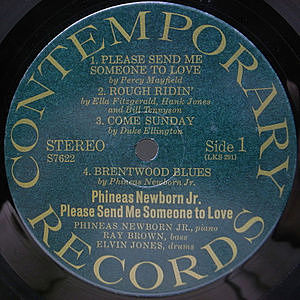 CONTEMPORARY
1. PLEASE SEND ME
SOMEONE TO LOVE
by Percy Mayfield
2. ROUGH RIDIN'
by Ella Fitzgerald, Hank Jones
and Bill Tennyson
3. COME SUNDAY
by Duke Ellington
STEREO
S7622
Side 1
(LKS 291)
4. BRENTWOOD BLUES
by Phineas Newborn Jr.
Phineas Newborn Jr.
Please Send Me Someone to Love
PHINEAS NEWBORN JR., piano
RAY BROWN, bass
ELVIN JONES, drums
RECORDS